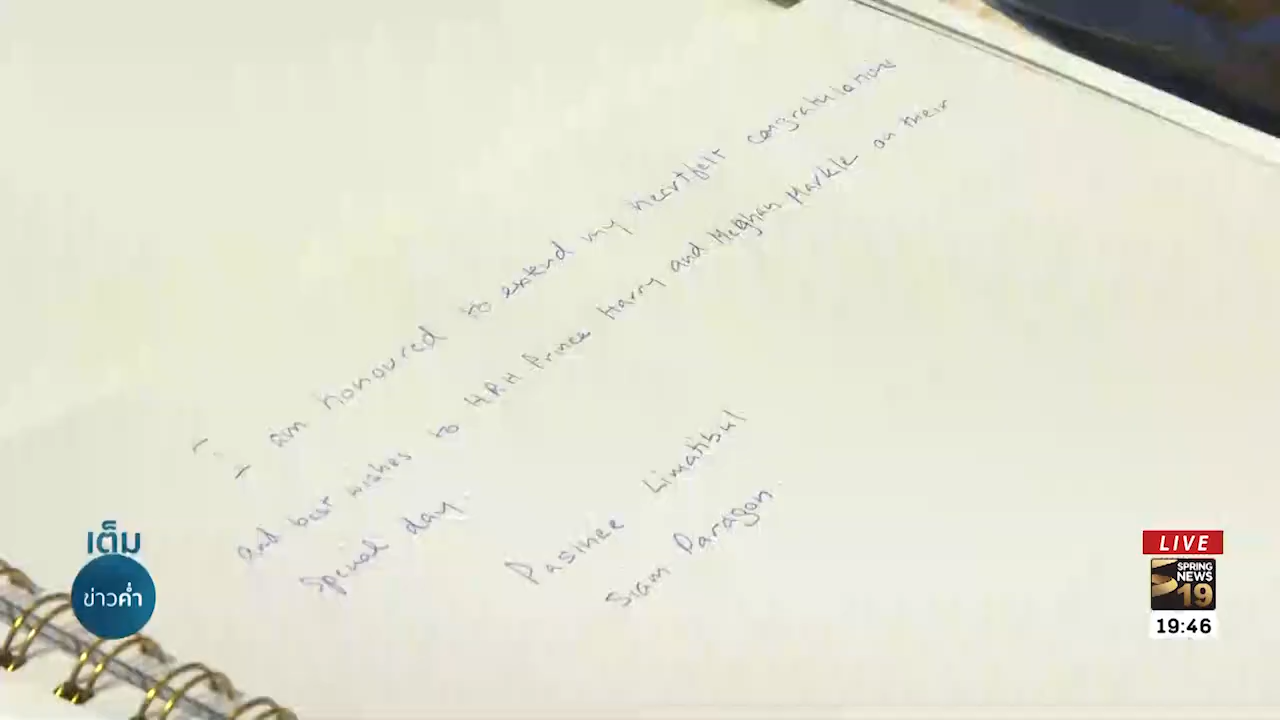 I am honoured to extend my heartfelt congratulations
and best wishes to HRH Prince Harry and Meghan Markle on their
special day.
Pasinee Limatibul
Siam Paragon.
เต็ม
ข่าวค่ำ
LIVE
SPRING
NEWS
19
19:46